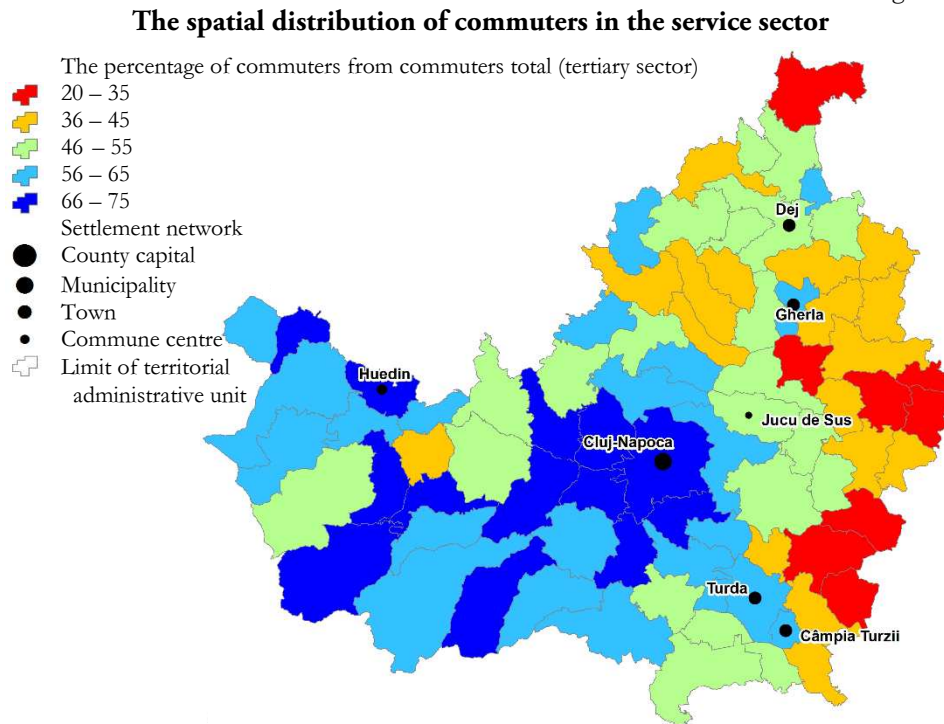 The spatial distribution of commuters in the service sector
The percentage of commuters from commuters total (tertiary sector)
20 – 35
36 – 45
46 – 55
56 – 65
66 – 75
Settlement network
County capital
Municipality
Town
Commune centre
Limit of territorial
administrative unit
Dej
Gherla
Huedin
Jucu de Sus
Cluj-Napoca
Turda
Câmpia Turzii